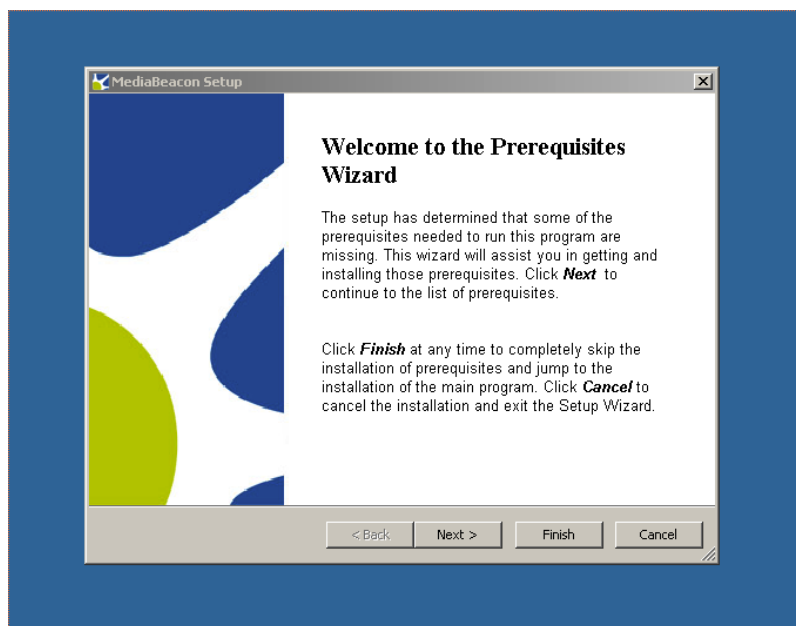 MediaBeacon Setup
Welcome to the Prerequisites
Wizard
The setup has determined that some of the
prerequisites needed to run this program are
missing. This wizard will assist you in getting and
installing those prerequisites. Click Next to
continue to the list of prerequisites.
Click Finish at any time to completely skip the
installation of prerequisites and jump to the
installation of the main program. Click Cancel to
cancel the installation and exit the Setup Wizard.
< Back
Next >
Finish
Cancel